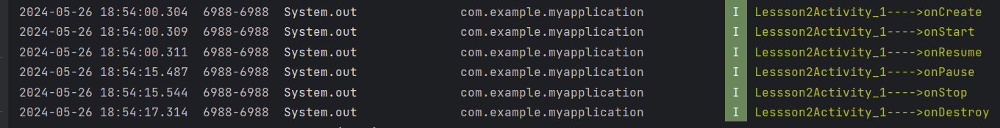 2024-05-26 18:54:00.304 6988-6988 System.out com.example.myapplication I Lessson2Activity_1---->onCreate
2024-05-26 18:54:00.309 6988-6988 System.out com.example.myapplication I Lessson2Activity_1---->onStart
2024-05-26 18:54:00.311 6988-6988 System.out com.example.myapplication I Lessson2Activity_1---->onResume
2024-05-26 18:54:15.487 6988-6988 System.out com.example.myapplication I Lessson2Activity_1---->onPause
2024-05-26 18:54:15.544 6988-6988 System.out com.example.myapplication I Lessson2Activity_1---->onStop
2024-05-26 18:54:17.314 6988-6988 System.out com.example.myapplication I Lessson2Activity_1---->onDestroy